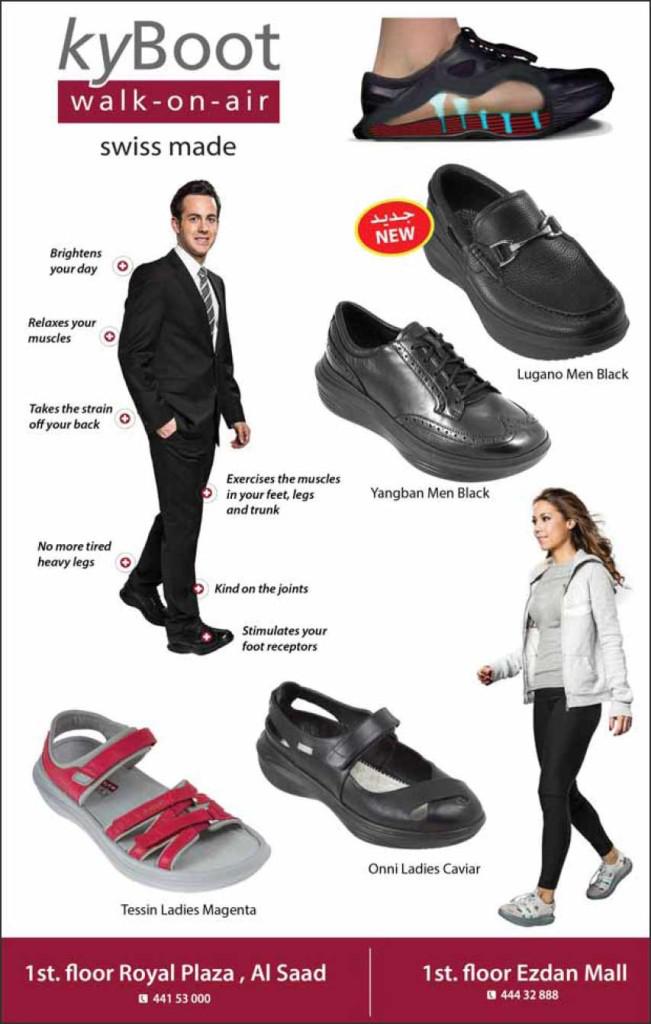 kyBoot
walk-on-air
swiss made
جديد
NEW
Brightens
your day
Relaxes your
muscles
Takes the strain
off your back
Exercises the muscles
in your feet, legs
and trunk
No more tired
heavy legs
Kind on the joints
Stimulates your
foot receptors
Lugano Men Black
Yangban Men Black
Onni Ladies Caviar
Tessin Ladies Magenta
1st. floor Royal Plaza , Al Saad
441 53 000
1st. floor Ezdan Mall
444 32 888